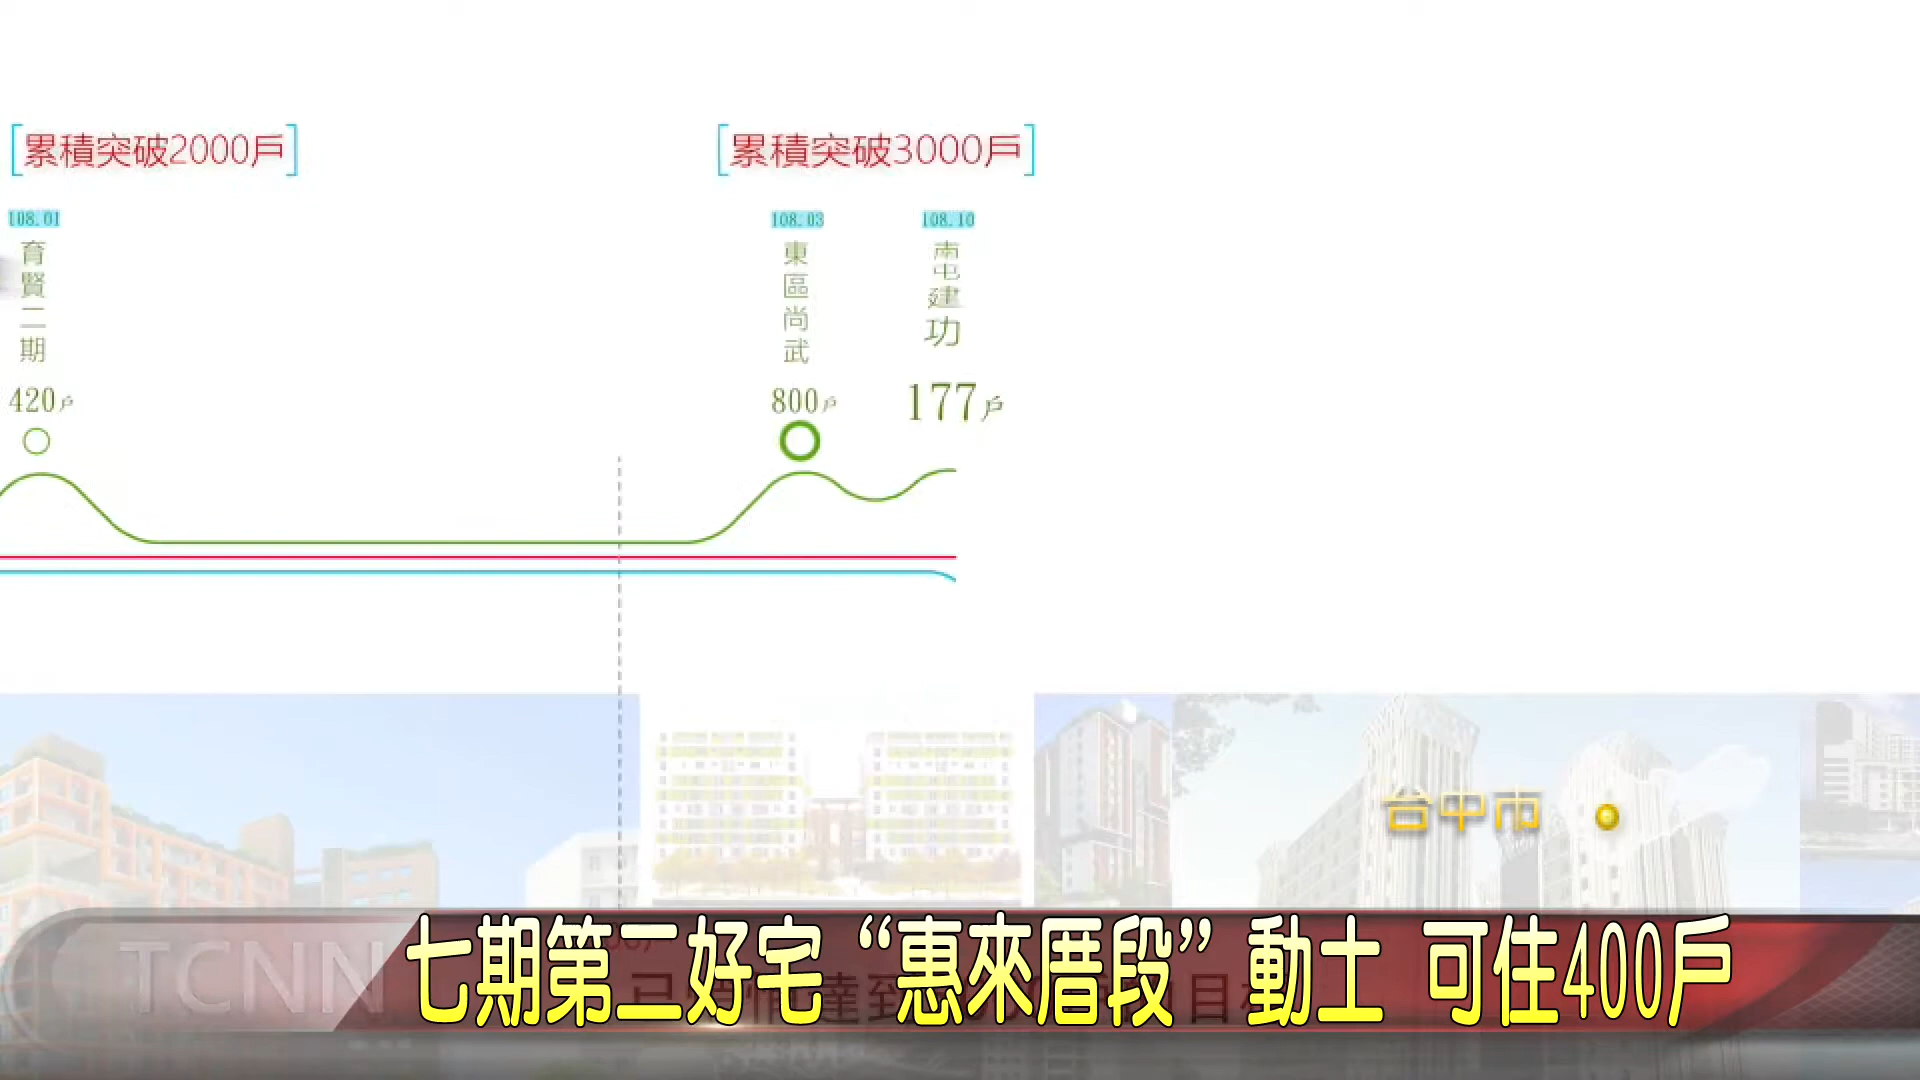 累積突破2000戶
累積突破3000戶
108.01
108.03
108.10
育賢二期
東區尚武
南屯建功
420戶
800戶
177戶
台中市
TCNN
七期第二好宅“惠來厝段”動土 可住400戶